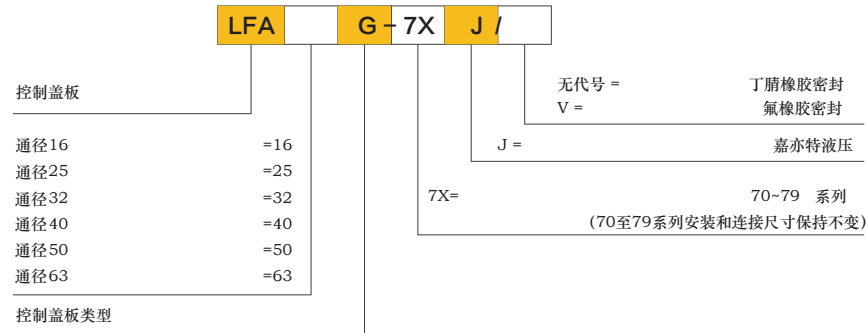 LFA G - 7X J /
控制盖板
通径16 =16
通径25 =25
通径32 =32
通径40 =40
通径50 =50
通径63 =63
控制盖板类型
无代号 = 丁腈橡胶密封
V = 氟橡胶密封
J = 嘉亦特液压
7X= 70~79 系列
(70至79系列安装和连接尺寸保持不变)